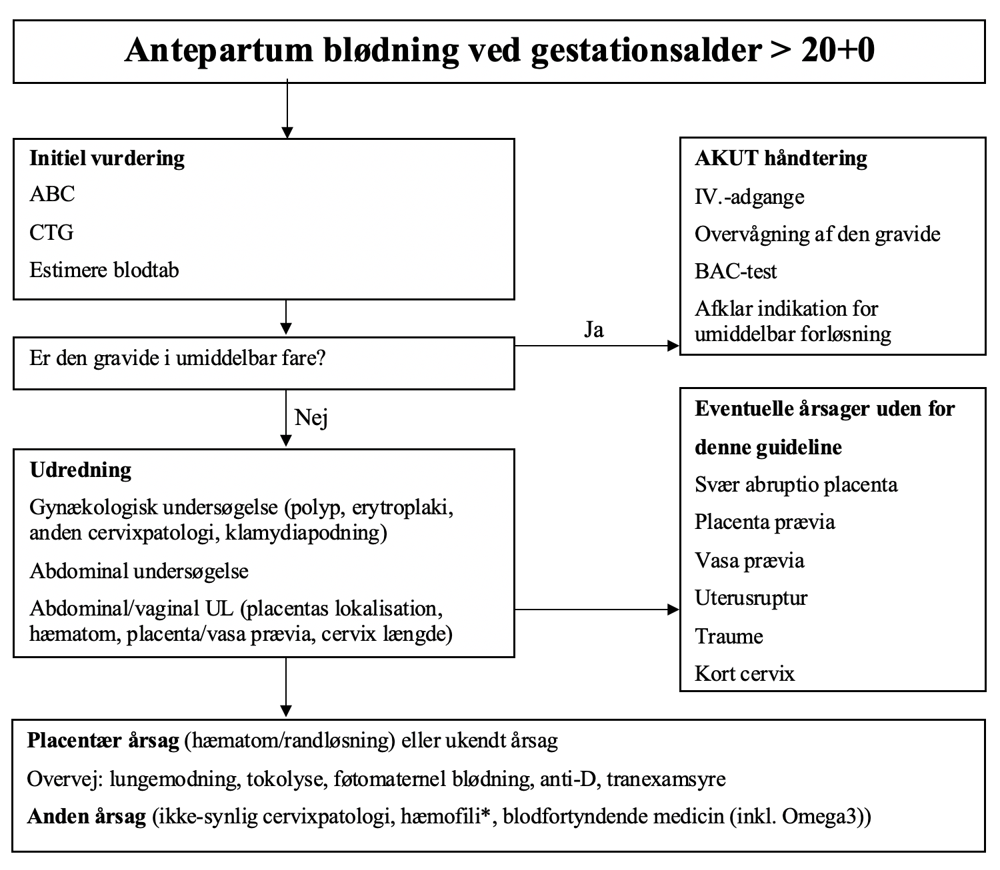 Antepartum blødning ved gestationsalder > 20+0
Initiel vurdering
ABC
CTG
Estimere blodtab
AKUT håndtering
IV.-adgange
Overvågning af den gravide
BAC-test
Afklar indikation for
umiddelbar forløsning
Er den gravide i umiddelbar fare?
Ja
Nej
Udredning
Gynækologisk undersøgelse (polyp, erytroplaki,
anden cervixpatologi, klamydiapodning)
Abdominal undersøgelse
Abdominal/vaginal UL (placentas lokalisation,
hæmatom, placenta/vasa prævia, cervix længde)
Eventuelle årsager uden for
denne guideline
Svær abruptio placenta
Placenta prævia
Vasa prævia
Uterusruptur
Traume
Kort cervix
Placentær årsag (hæmatom/randløsning) eller ukendt årsag
Overvej: lungemodning, tokolyse, føtomaternel blødning, anti-D, tranexamsyre
Anden årsag (ikke-synlig cervixpatologi, hæmofili*, blodfortyndende medicin (inkl. Omega3))